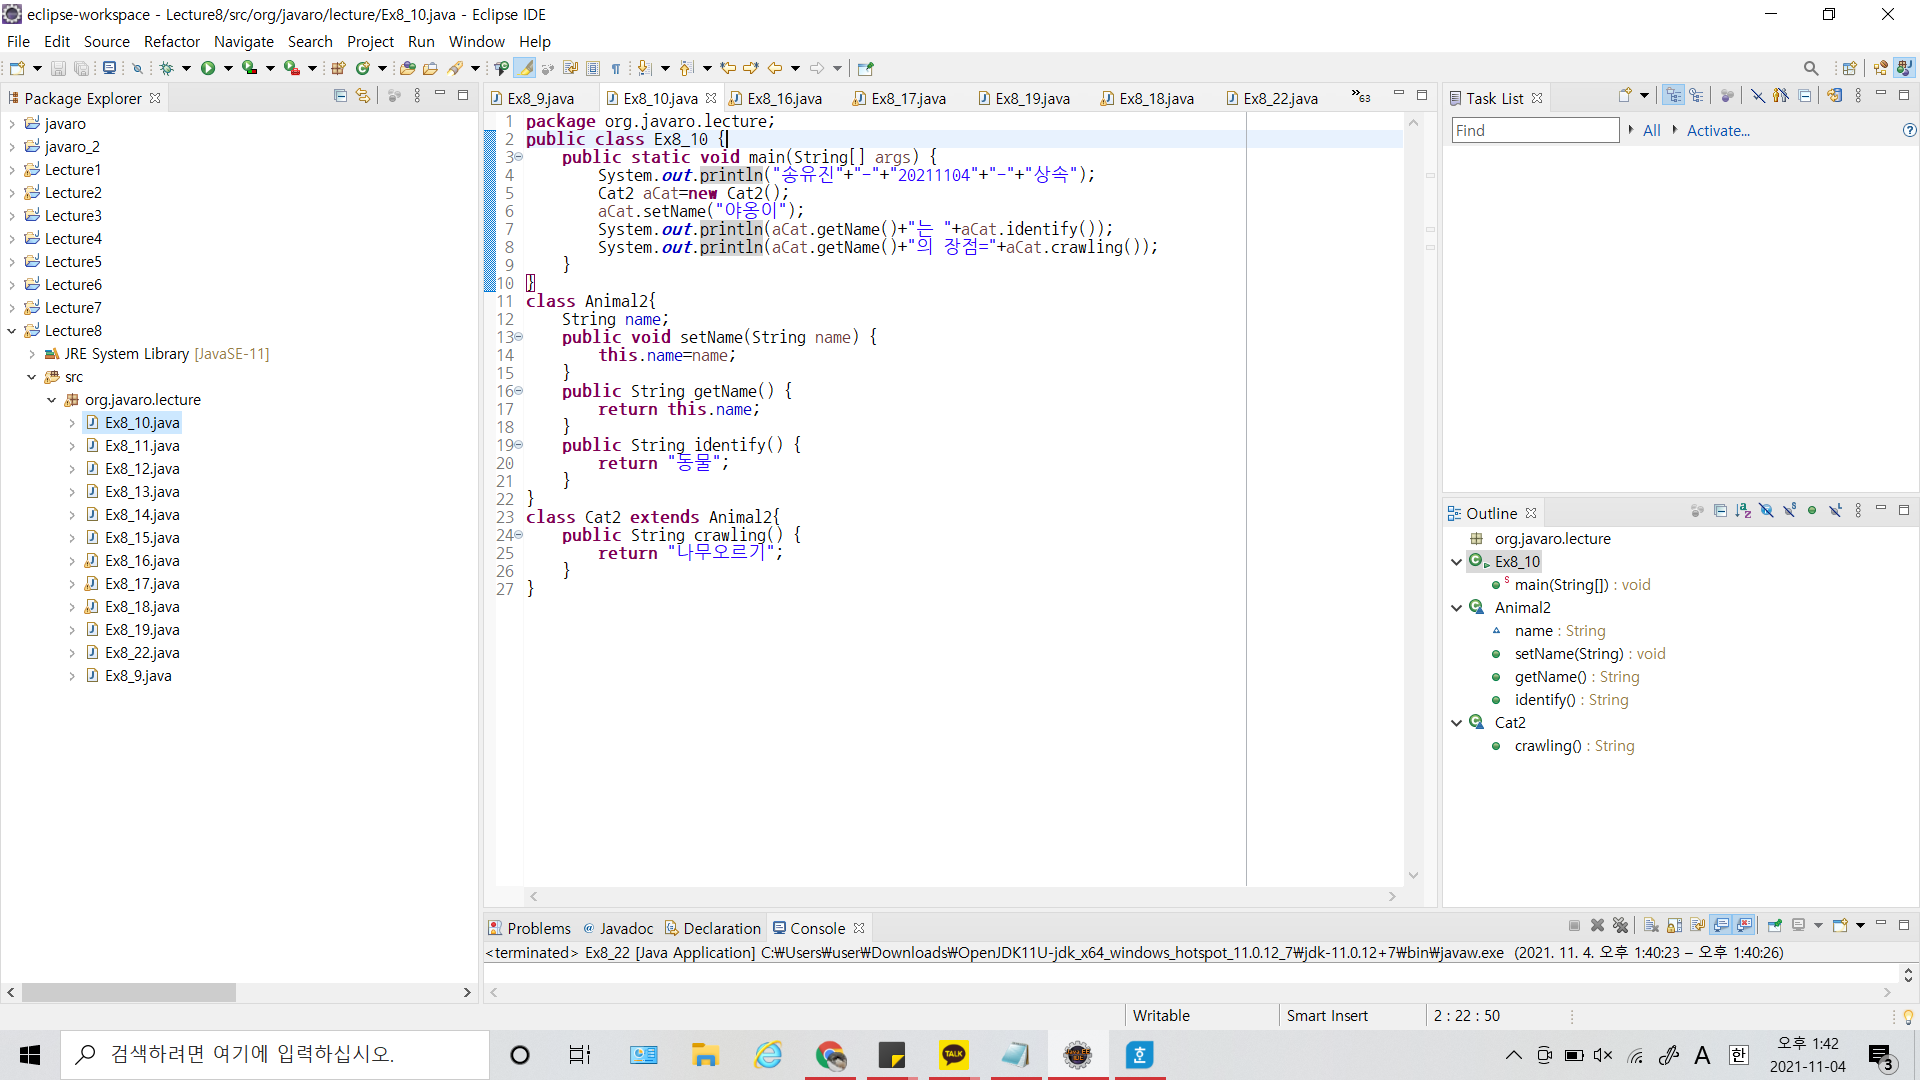 eclipse-workspace - Lecture8/src/org/javaro/lecture/Ex8_10.java - Eclipse IDE
File Edit Source Refactor Navigate Search Project Run Window Help
Package Explorer
javaro
javaro_2
Lecture1
Lecture2
Lecture3
Lecture4
Lecture5
Lecture6
Lecture7
Lecture8
JRE System Library [JavaSE-11]
src
org.javaro.lecture
Ex8_10.java
Ex8_11.java
Ex8_12.java
Ex8_13.java
Ex8_14.java
Ex8_15.java
Ex8_16.java
Ex8_17.java
Ex8_18.java
Ex8_19.java
Ex8_22.java
Ex8_9.java
Ex8_9.java Ex8_10.java Ex8_16.java Ex8_17.java Ex8_19.java Ex8_18.java Ex8_22.java »63
1 package org.javaro.lecture;
2 public class Ex8_10 {
3 public static void main(String[] args) {
4 System.out.println("송유진"+"-"+"20211104"+"-"+"상속");
5 Cat2 aCat=new Cat2();
6 aCat.setName("야옹이");
7 System.out.println(aCat.getName()+"는 "+aCat.identify());
8 System.out.println(aCat.getName()+"의 장점="+aCat.crawling());
9 }
10 }
11 class Animal2{
12 String name;
13 public void setName(String name) {
14 this.name=name;
15 }
16 public String getName() {
17 return this.name;
18 }
19 public String identify() {
20 return "동물";
21 }
22 }
23 class Cat2 extends Animal2{
24 public String crawling() {
25 return "나무오르기";
26 }
27 }
Task List
Find All Activate...
Outline
org.javaro.lecture
Ex8_10
main(String[]) : void
Animal2
name : String
setName(String) : void
getName() : String
identify() : String
Cat2
crawling() : String
Problems @ Javadoc Declaration Console
<terminated> Ex8_22 [Java Application] C:₩Users₩user₩Downloads₩OpenJDK11U-jdk_x64_windows_hotspot_11.0.12_7₩jdk-11.0.12+7₩bin₩javaw.exe (2021. 11. 4. 오후 1:40:23 – 오후 1:40:26)
Writable Smart Insert 2 : 22 : 50
검색하려면 여기에 입력하십시오.
TALK
호
A 한
오후 1:42
2021-11-04
3